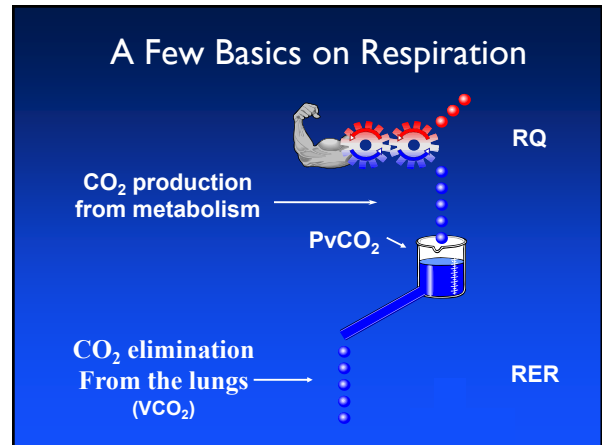 A Few Basics on Respiration
RQ
CO₂ production
from metabolism
PvCO₂
CO₂ elimination
From the lungs
(VCO₂)
RER